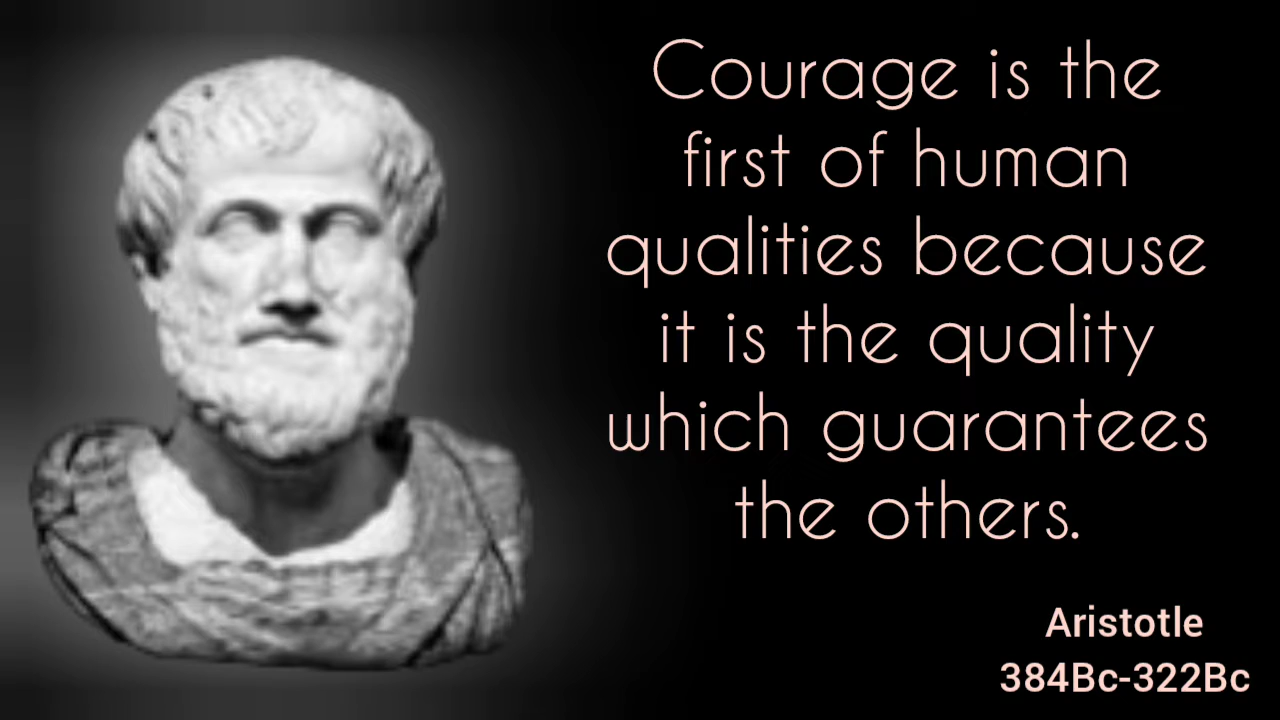 Courage is the
first of human
qualities because
it is the quality
which guarantees
the others.
Aristotle
384Bc-322Bc